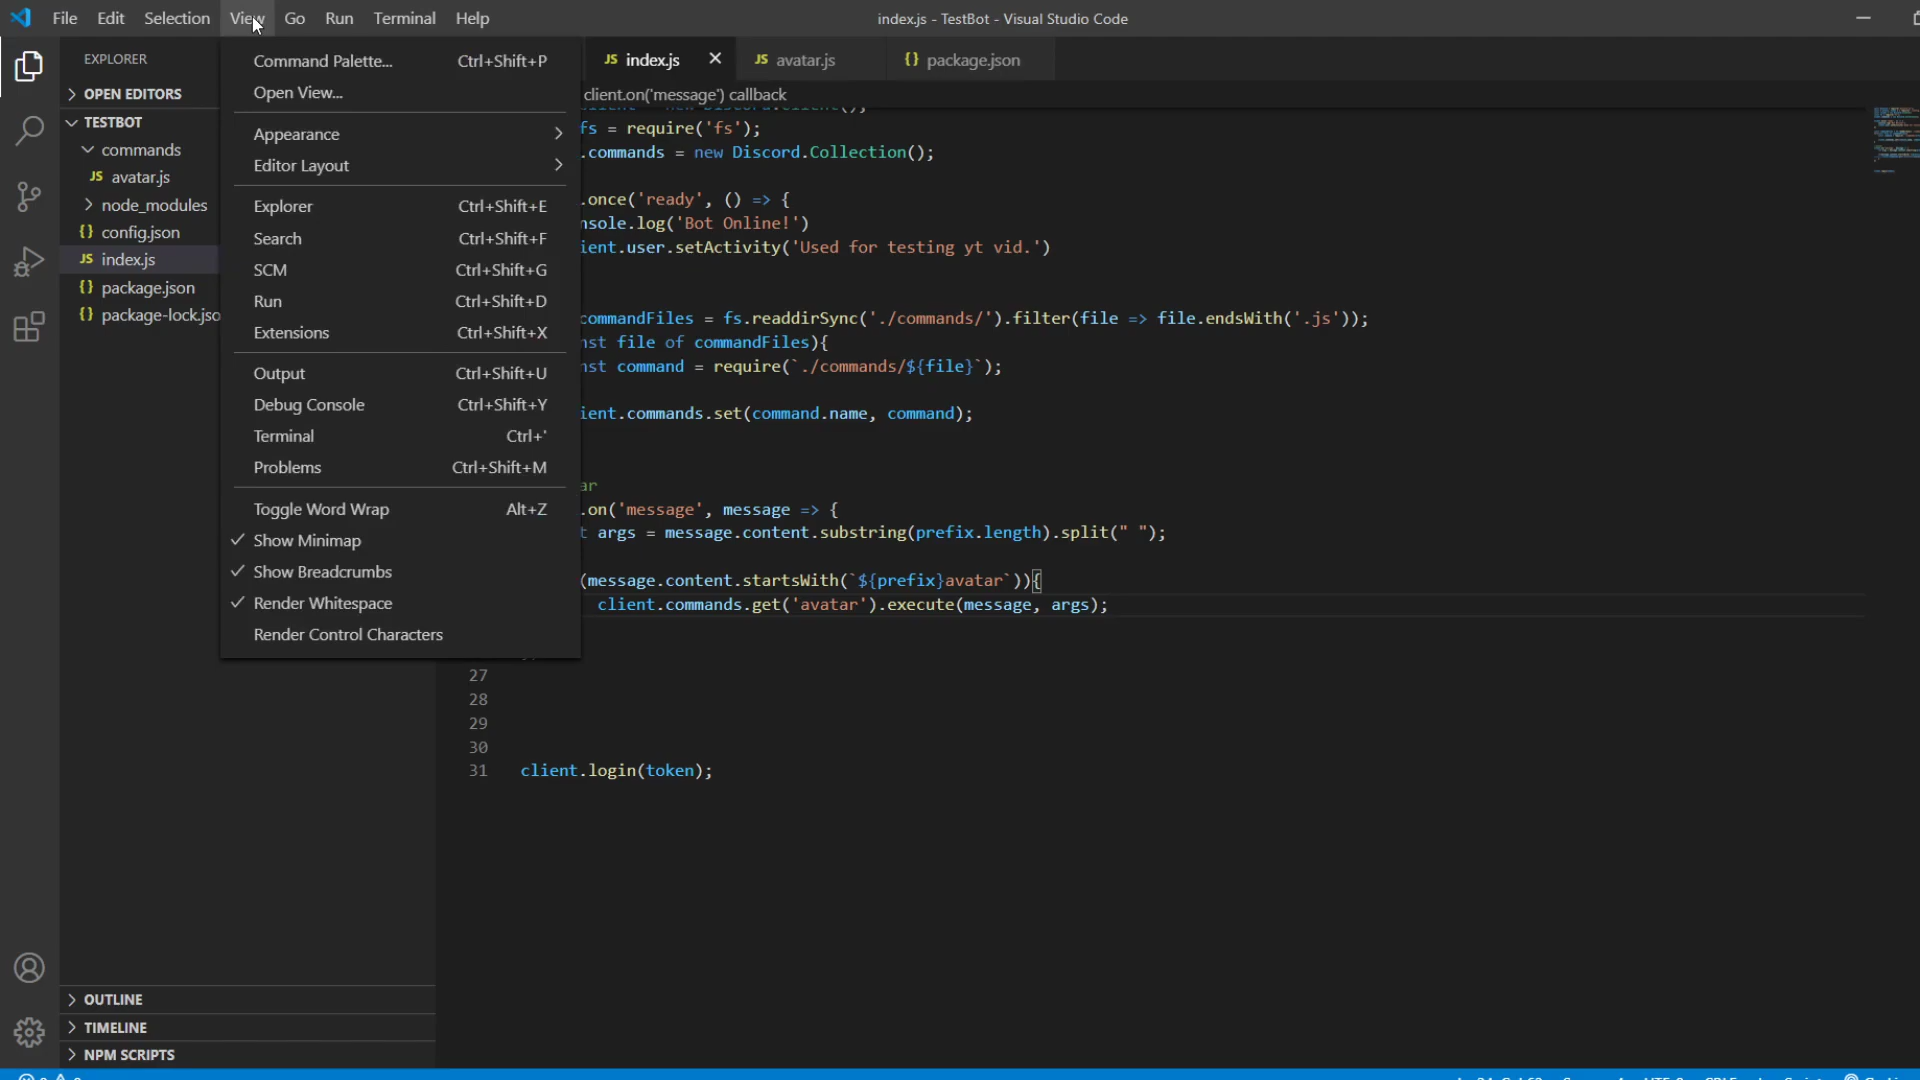 File Edit Selection View Go Run Terminal Help
index.js - TestBot - Visual Studio Code
EXPLORER
OPEN EDITORS
TESTBOT
commands
JS avatar.js
node_modules
{} config.json
JS index.js
{} package.json
{} package-lock.jso
OUTLINE
TIMELINE
NPM SCRIPTS
Command Palette... Ctrl+Shift+P
Open View...
Appearance
Editor Layout
Explorer Ctrl+Shift+E
Search Ctrl+Shift+F
SCM Ctrl+Shift+G
Run Ctrl+Shift+D
Extensions Ctrl+Shift+X
Output Ctrl+Shift+U
Debug Console Ctrl+Shift+Y
Terminal Ctrl+'
Problems Ctrl+Shift+M
Toggle Word Wrap Alt+Z
Show Minimap
Show Breadcrumbs
Render Whitespace
Render Control Characters
JS index.js JS avatar.js {} package.json
client.on('message') callback
fs = require('fs');
.commands = new Discord.Collection();
.once('ready', () => {
nsole.log('Bot Online!')
ient.user.setActivity('Used for testing yt vid.')
commandFiles = fs.readdirSync('./commands/').filter(file => file.endsWith('.js'));
nst file of commandFiles){
nst command = require(`./commands/${file}`);
ient.commands.set(command.name, command);
ar
.on('message', message => {
t args = message.content.substring(prefix.length).split(" ");
(message.content.startsWith(`${prefix}avatar`)){
client.commands.get('avatar').execute(message, args);
27
28
29
30
31 client.login(token);